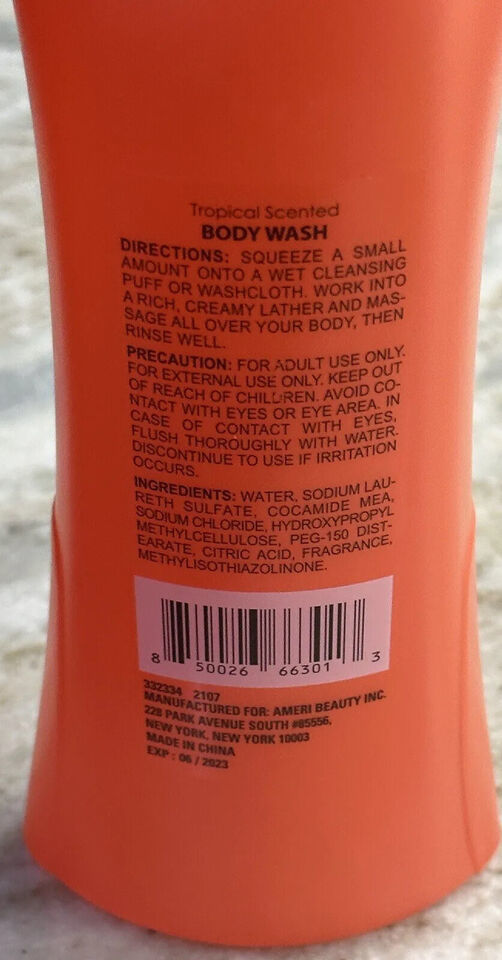 Tropical Scented
BODY WASH
DIRECTIONS: SQUEEZE A SMALL
AMOUNT ONTO A WET CLEANSING
PUFF OR WASHCLOTH. WORK INTO
A RICH, CREAMY LATHER AND MAS-
SAGE ALL OVER YOUR BODY, THEN
RINSE WELL.
PRECAUTION: FOR ADULT USE ONLY.
FOR EXTERNAL USE ONLY. KEEP OUT
OF REACH OF CHILDREN. AVOID CO-
NTACT WITH EYES OR EYE AREA. IN
CASE OF CONTACT WITH EYES,
FLUSH THOROUGHLY WITH WATER.
DISCONTINUE TO USE IF IRRITATION
OCCURS.
INGREDIENTS: WATER, SODIUM LAU-
RETH SULFATE, COCAMIDE MEA,
SODIUM CHLORIDE, HYDROXYPROPYL
METHYLCELLULOSE, PEG-150 DIST-
EARATE, CITRIC ACID, FRAGRANCE,
METHYLISOTHIAZOLINONE.
8 50026 66301 3
332334 2107
MANUFACTURED FOR: AMERI BEAUTY INC.
228 PARK AVENUE SOUTH #85556,
NEW YORK, NEW YORK 10003
MADE IN CHINA
EXP : 06 / 2023